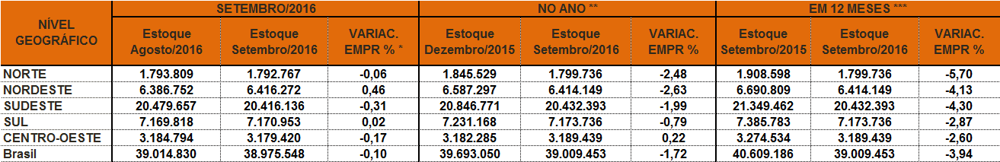 NÍVEL GEOGRÁFICO SETEMBRO/2016 NO ANO ** EM 12 MESES ***
Estoque Agosto/2016 Estoque Setembro/2016 VARIAC. EMPR % * Estoque Dezembro/2015 Estoque Setembro/2016 VARIAC. EMPR % Estoque Setembro/2015 Estoque Setembro/2016 VARIAC. EMPR %
NORTE 1.793.809 1.792.767 -0,06 1.845.529 1.799.736 -2,48 1.908.598 1.799.736 -5,70
NORDESTE 6.386.752 6.416.272 0,46 6.587.297 6.414.149 -2,63 6.690.809 6.414.149 -4,13
SUDESTE 20.479.657 20.416.136 -0,31 20.846.771 20.432.393 -1,99 21.349.462 20.432.393 -4,30
SUL 7.169.818 7.170.953 0,02 7.231.168 7.173.736 -0,79 7.385.783 7.173.736 -2,87
CENTRO-OESTE 3.184.794 3.179.420 -0,17 3.182.285 3.189.439 0,22 3.274.534 3.189.439 -2,60
Brasil 39.014.830 38.975.548 -0,10 39.693.050 39.009.453 -1,72 40.609.186 39.009.453 -3,94